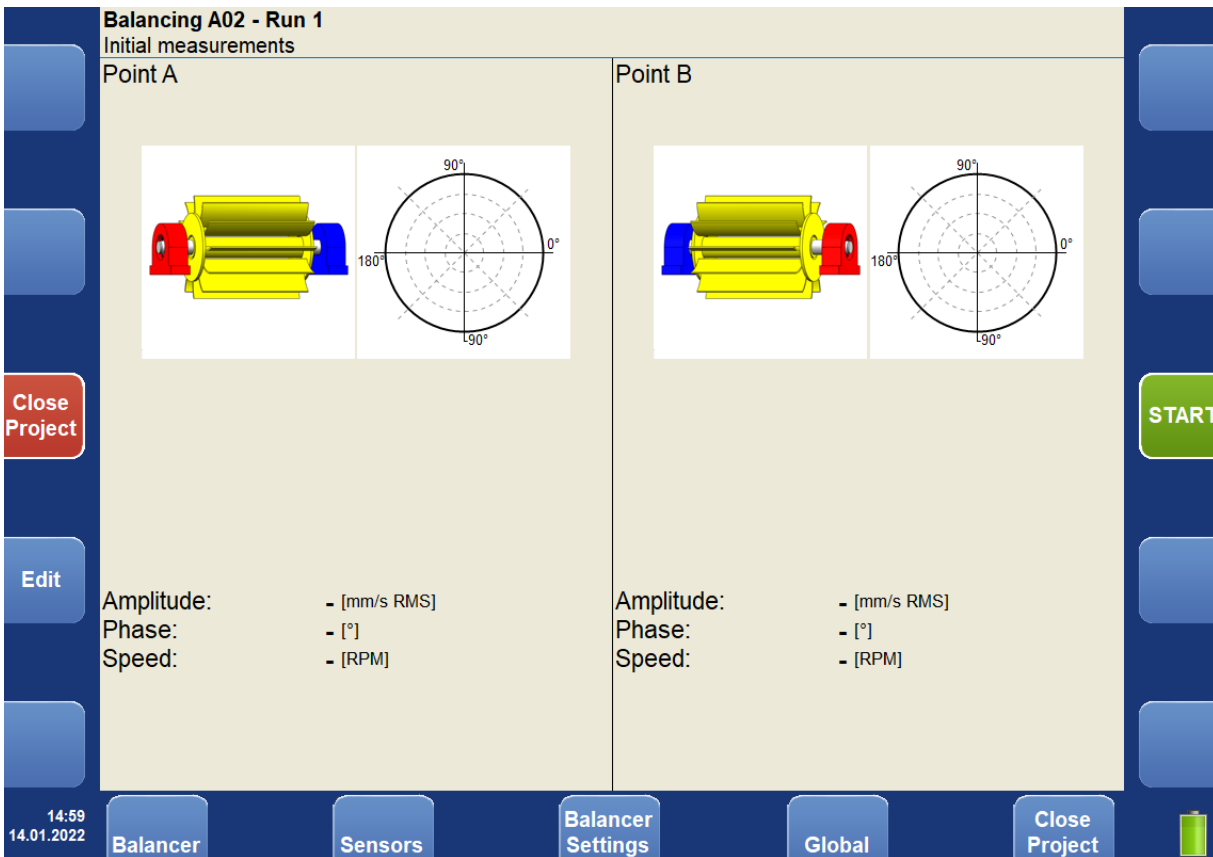 Balancing A02 - Run 1
Initial measurements
Point A
90°
0°
180°
-90°
Amplitude: - [mm/s RMS]
Phase: - [°]
Speed: - [RPM]
Point B
90°
0°
180°
-90°
Amplitude: - [mm/s RMS]
Phase: - [°]
Speed: - [RPM]
Close
Project
Edit
START
14:59
14.01.2022
Balancer
Sensors
Balancer
Settings
Global
Close
Project